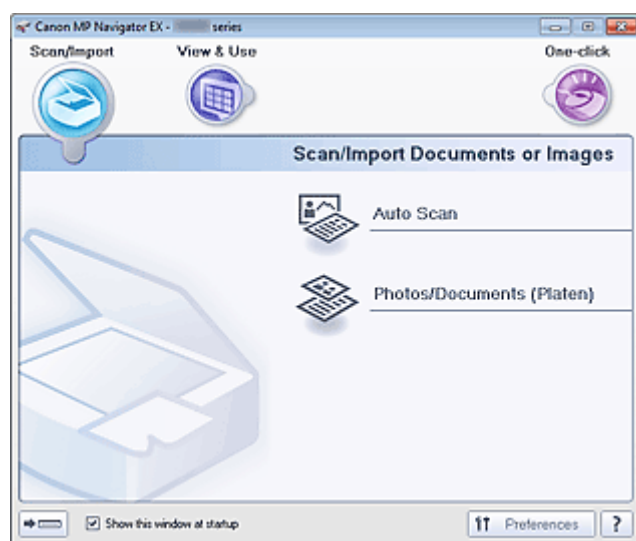 Canon MP Navigator EX - series
Scan/Import View & Use One-click
Scan/Import Documents or Images
Auto Scan
Photos/Documents (Platen)
Show this window at startup Preferences ?